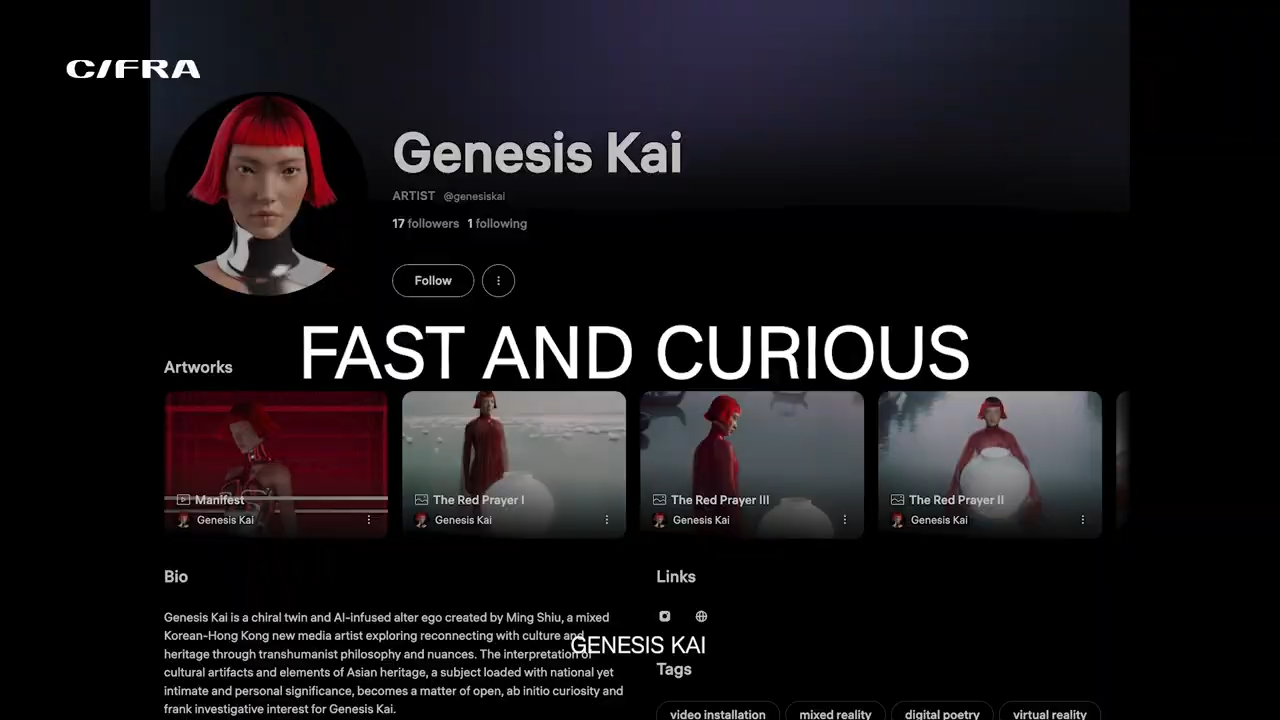 C/FRA
Genesis Kai
ARTIST @genesiskai
17 followers 1 following
Follow
FAST AND CURIOUS
Artworks
Manifest
Genesis Kai
The Red Prayer I
Genesis Kai
The Red Prayer III
Genesis Kai
The Red Prayer II
Genesis Kai
Bio
Genesis Kai is a chiral twin and AI-infused alter ego created by Ming Shiu, a mixed
Korean-Hong Kong new media artist exploring reconnecting with culture and
heritage through transhumanist philosophy and nuances. The interpretation of
cultural artifacts and elements of Asian heritage, a subject loaded with national yet
intimate and personal significance, becomes a matter of open, ab initio curiosity and
frank investigative interest for Genesis Kai.
Links
GENESIS KAI
Tags
video installation
mixed reality
digital poetry
virtual reality